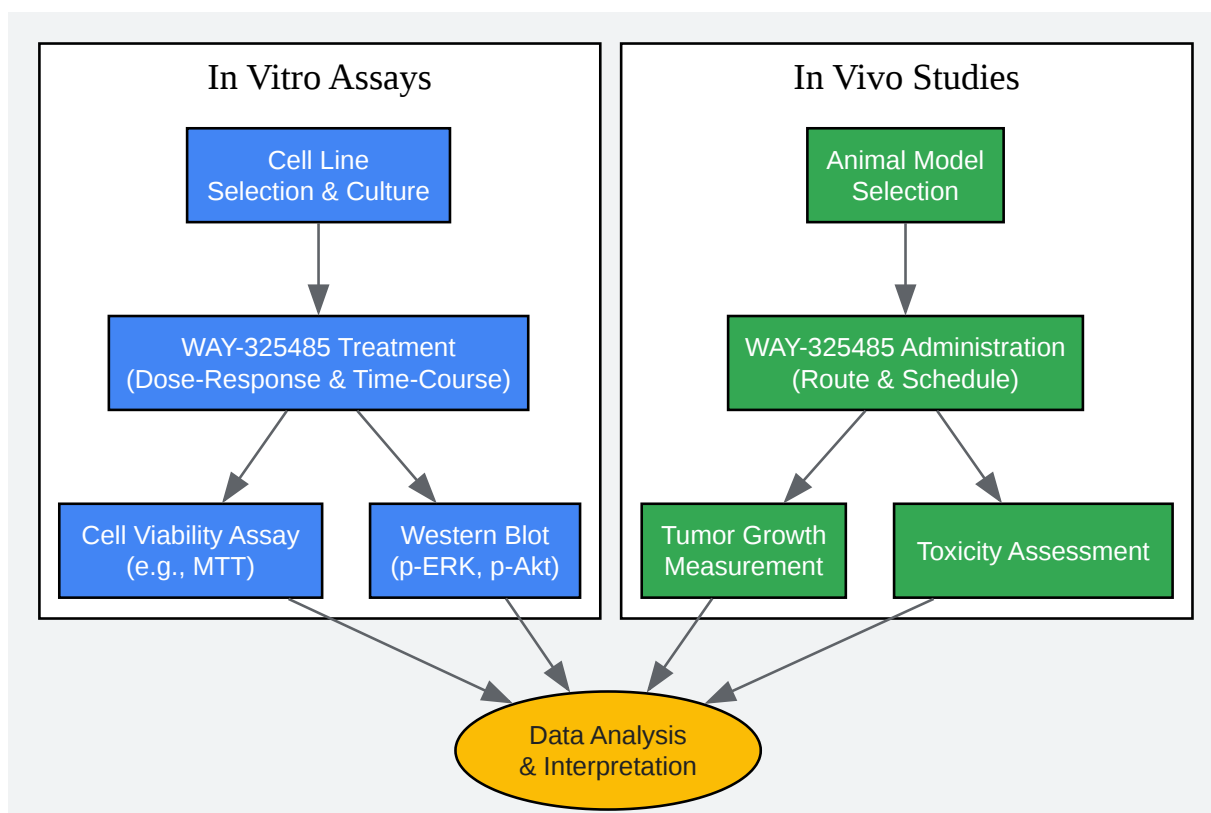 In Vitro Assays
Cell Line
Selection & Culture
WAY-325485 Treatment
(Dose-Response & Time-Course)
Cell Viability Assay
(e.g., MTT)
Western Blot
(p-ERK, p-Akt)
In Vivo Studies
Animal Model
Selection
WAY-325485 Administration
(Route & Schedule)
Tumor Growth
Measurement
Toxicity Assessment
Data Analysis
& Interpretation